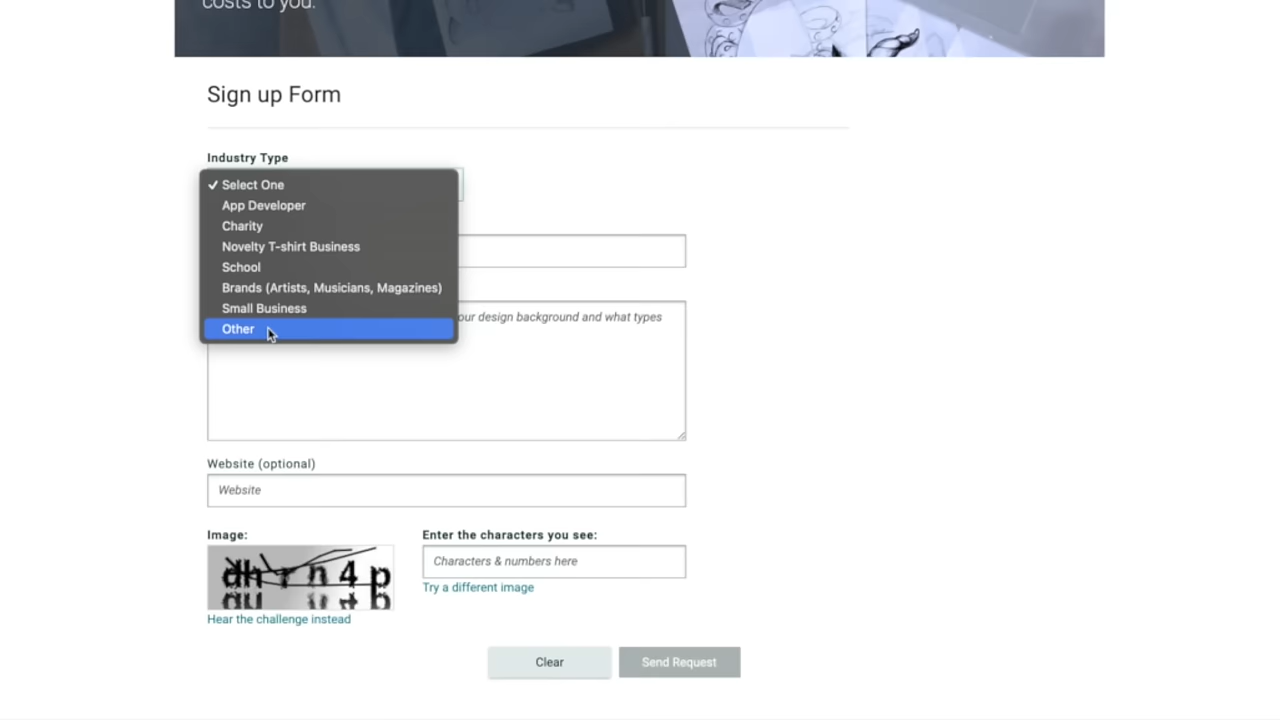 costs to you.
Sign up Form
Industry Type
✓ Select One
App Developer
Charity
Novelty T-shirt Business
School
Brands (Artists, Musicians, Magazines)
Small Business
Other
our design background and what types
Website (optional)
Website
Image:
Enter the characters you see:
Characters & numbers here
Try a different image
Hear the challenge instead
Clear
Send Request